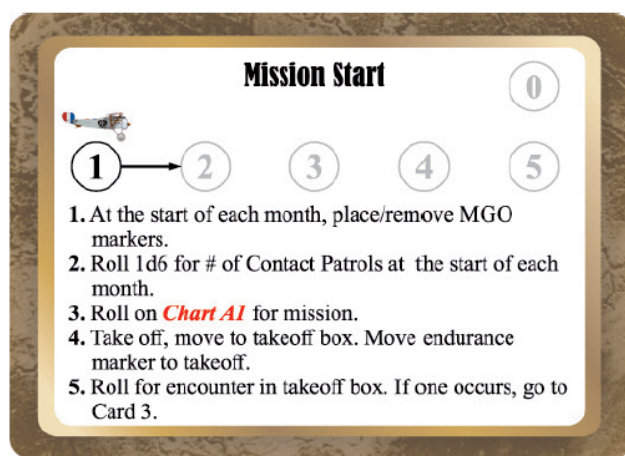 Mission Start
0
1 2 3 4 5
1. At the start of each month, place/remove MGO
markers.
2. Roll 1d6 for # of Contact Patrols at the start of each
month.
3. Roll on Chart A1 for mission.
4. Take off, move to takeoff box. Move endurance
marker to takeoff.
5. Roll for encounter in takeoff box. If one occurs, go to
Card 3.